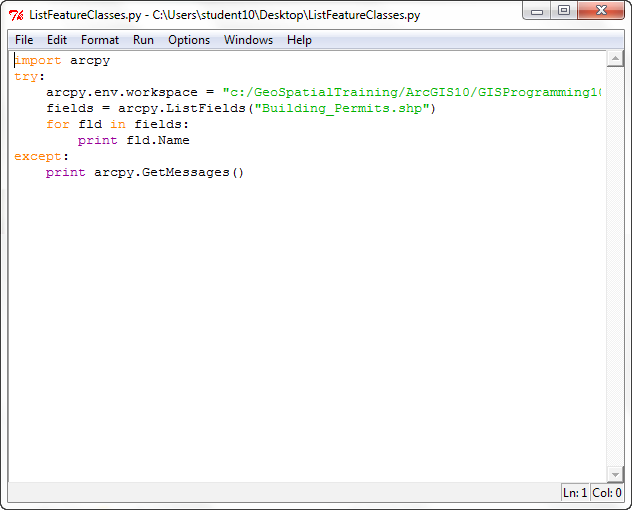 ListFeatureClasses.py - C:\Users\student10\Desktop\ListFeatureClasses.py
File Edit Format Run Options Windows Help
import arcpy
try:
    arcpy.env.workspace = "c:/GeoSpatialTraining/ArcGIS10/GISProgramming10
    fields = arcpy.ListFields("Building_Permits.shp")
    for fld in fields:
        print fld.Name
except:
    print arcpy.GetMessages()
Ln: 1 Col: 0